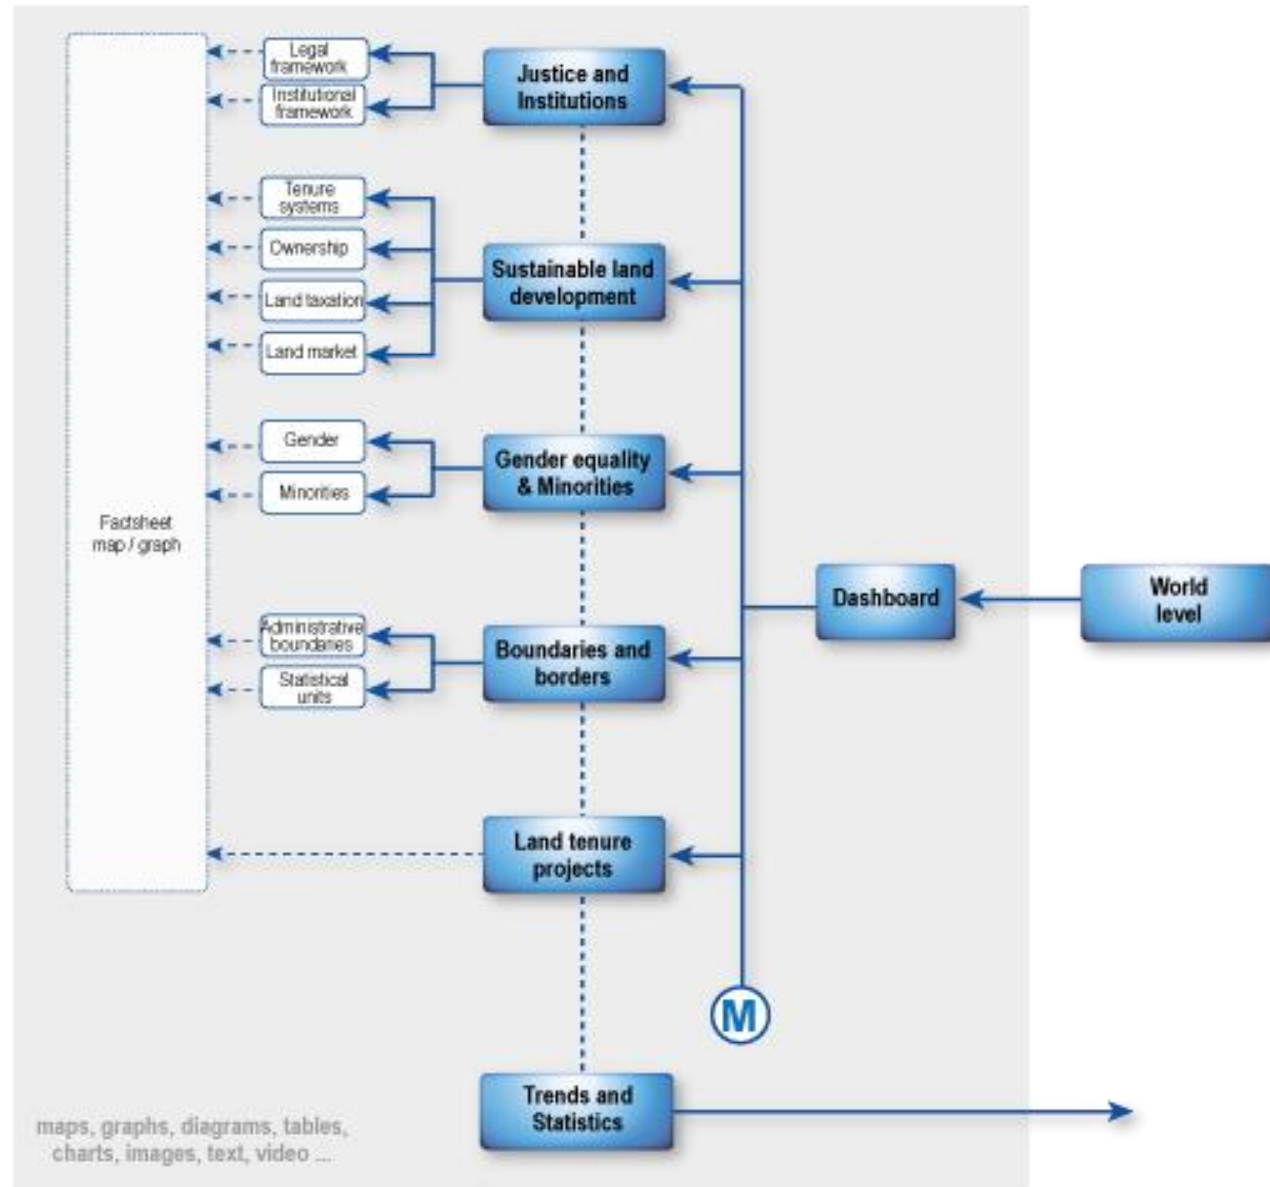 Legal
framework
Institutional
framework
Justice and
Institutions
Tenure
systems
Ownership
Land taxation
Land market
Sustainable land
development
Gender
Minorities
Gender equality
& Minorities
Factsheet
map / graph
Administrative
boundaries
Statistical
units
Boundaries and
borders
Dashboard
World
level
Land tenure
projects
M
Trends and
Statistics
maps, graphs, diagrams, tables,
charts, images, text, video ...